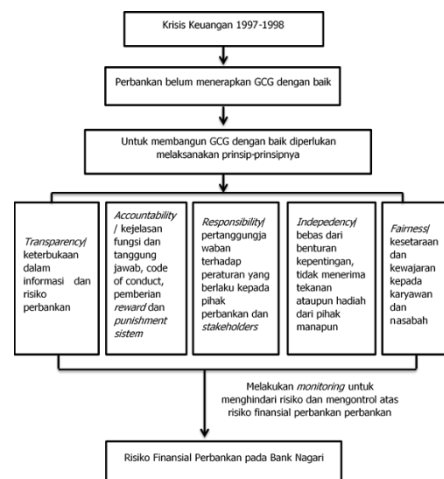 Krisis Keuangan 1997-1998
Perbankan belum menerapkan GCG dengan baik
Untuk membangun GCG dengan baik diperlukan
melaksanakan prinsip-prinsipnya
Transparency/
keterbukaan
dalam
informasi dan
risiko
perbankan
Accountability
/ kejelasan
fungsi dan
tanggung
jawab, code
of conduct,
pemberian
reward dan
punishment
sistem
Responsibility/
pertanggungja
waban
terhadap
peraturan yang
berlaku kepada
pihak
perbankan dan
stakeholders
Indepedency/
bebas dari
benturan
kepentingan,
tidak menerima
tekanan
ataupun hadiah
dari pihak
manapun
Fairness/
kesetaraan
dan
kewajaran
kepada
karyawan
dan
nasabah
Melakukan monitoring untuk
menghindari risiko dan mengontrol atas
risiko finansial perbankan perbankan
Risiko Finansial Perbankan pada Bank Nagari